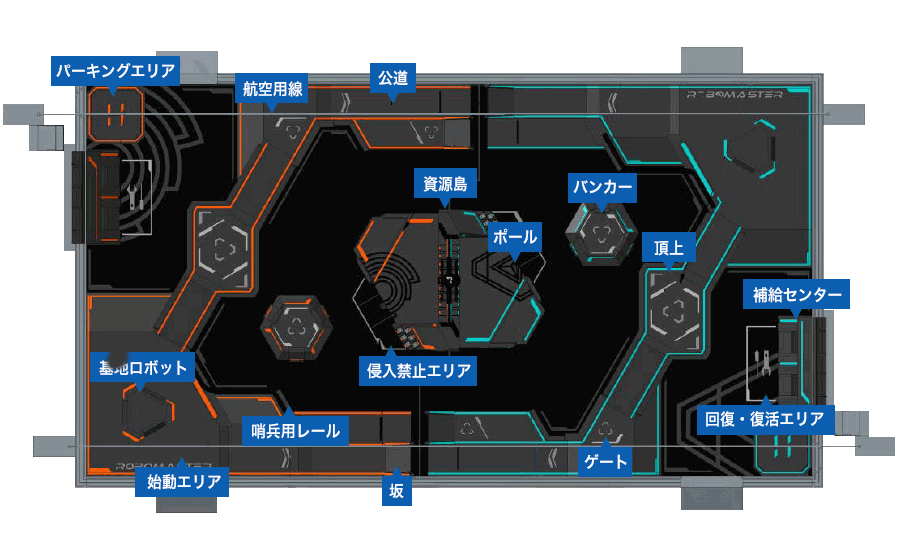 パーキングエリア
航空用線
公道
ROBOMASTER
資源島
バンカー
ポール
頂上
補給センター
基地ロボット
侵入禁止エリア
回復・復活エリア
哨兵用レール
ゲート
ROBOMASTER
始動エリア
坂